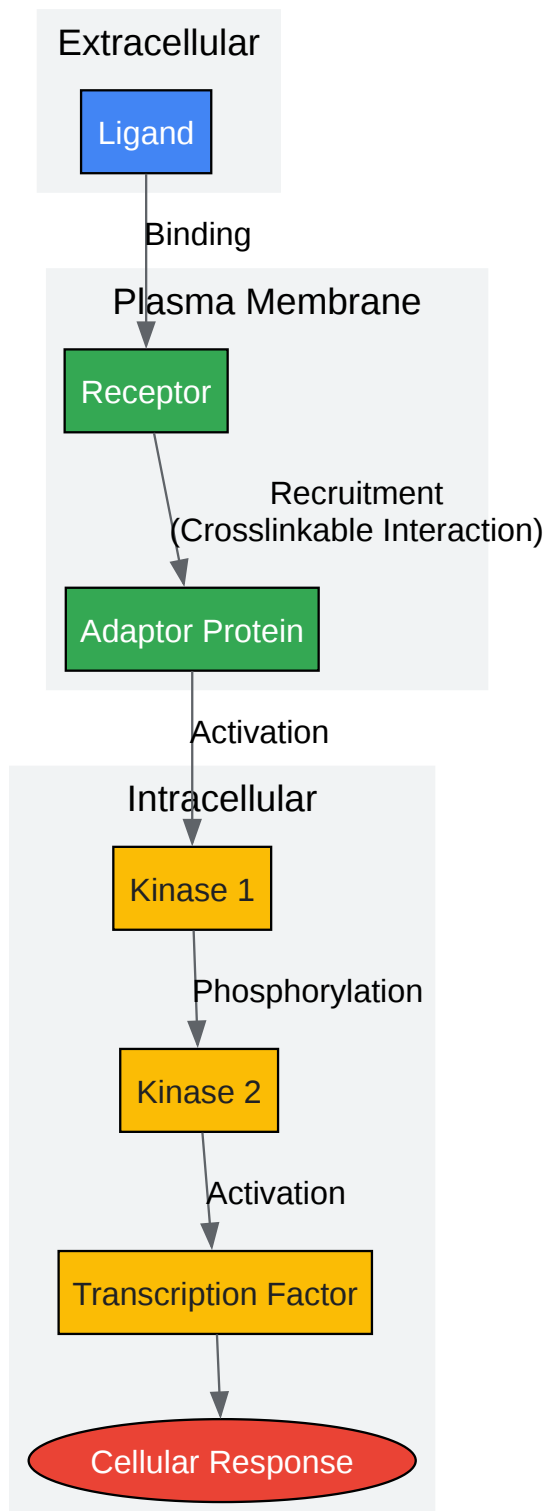 Extracellular
Ligand
Binding
Plasma Membrane
Receptor
Recruitment
(Crosslinkable Interaction)
Adaptor Protein
Activation
Intracellular
Kinase 1
Phosphorylation
Kinase 2
Activation
Transcription Factor
Cellular Response